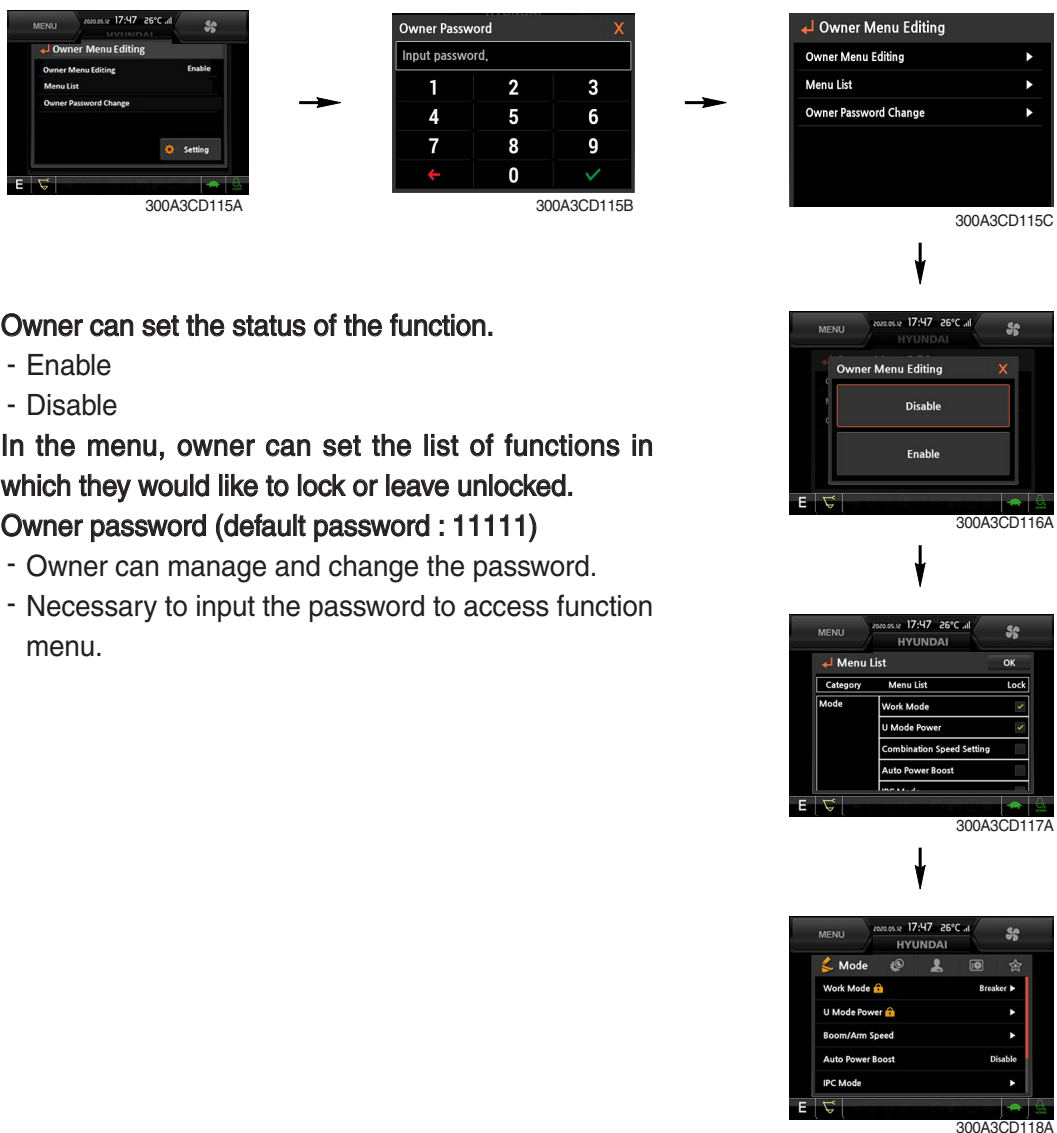 MENU 2020.05.12 17:47 26°C
HYUNDAI
Owner Menu Editing
Owner Menu Editing Enable
Menu List
Owner Password Change
Setting
E
300A3CD115A
Owner Password X
Input password.
1 2 3
4 5 6
7 8 9
0
300A3CD115B
Owner Menu Editing
Owner Menu Editing
Menu List
Owner Password Change
300A3CD115C
Owner can set the status of the function.
- Enable
- Disable
In the menu, owner can set the list of functions in
which they would like to lock or leave unlocked.
Owner password (default password : 11111)
- Owner can manage and change the password.
- Necessary to input the password to access function
menu.
MENU 2020.05.12 17:47 26°C
HYUNDAI
Owner Menu Editing X
Disable
Enable
E
300A3CD116A
MENU 2020.05.12 17:47 26°C
HYUNDAI
Menu List OK
Category Menu List Lock
Mode Work Mode
U Mode Power
Combination Speed Setting
Auto Power Boost
IPC Mode
E
300A3CD117A
MENU 2020.05.12 17:47 26°C
HYUNDAI
Mode
Work Mode Breaker
U Mode Power
Boom/Arm Speed
Auto Power Boost Disable
IPC Mode
E
300A3CD118A